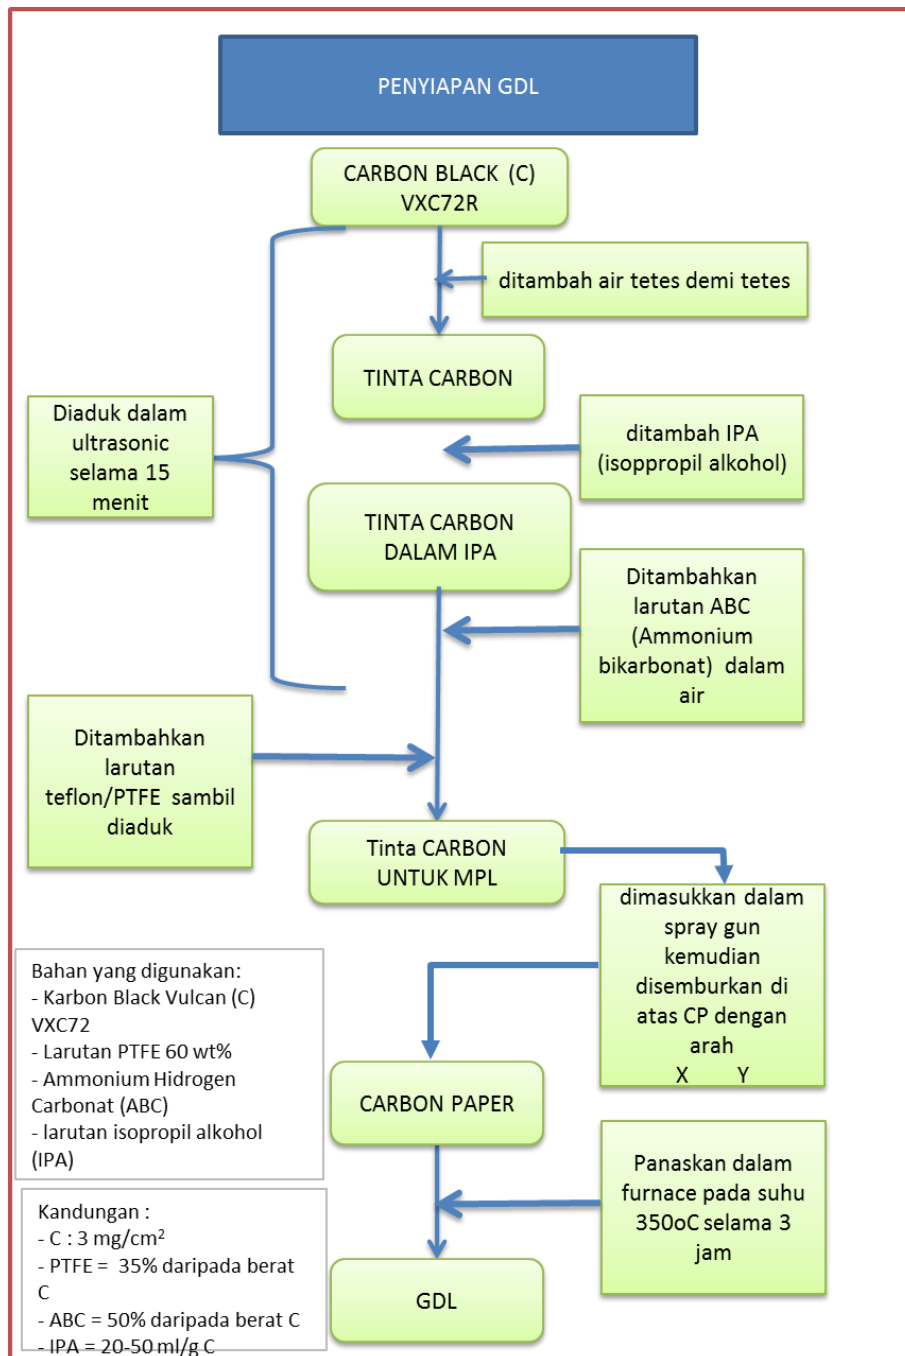 PENYIAPAN GDL
CARBON BLACK (C)
VXC72R
ditambah air tetes demi tetes
TINTA CARBON
Diaduk dalam
ultrasonic
selama 15
menit
ditambah IPA
(isoppropil alkohol)
TINTA CARBON
DALAM IPA
Ditambahkan
larutan ABC
(Ammonium
bikarbonat) dalam
air
Ditambahkan
larutan
teflon/PTFE sambil
diaduk
Tinta CARBON
UNTUK MPL
dimasukkan dalam
spray gun
kemudian
disemburkan di
atas CP dengan
arah
X Y
CARBON PAPER
Panaskan dalam
furnace pada suhu
350oC selama 3
jam
GDL
Bahan yang digunakan:
- Karbon Black Vulcan (C)
VXC72
- Larutan PTFE 60 wt%
- Ammonium Hidrogen
Carbonat (ABC)
- larutan isopropil alkohol
(IPA)
Kandungan :
- C : 3 mg/cm²
- PTFE = 35% daripada berat
C
- ABC = 50% daripada berat C
- IPA = 20-50 ml/g C